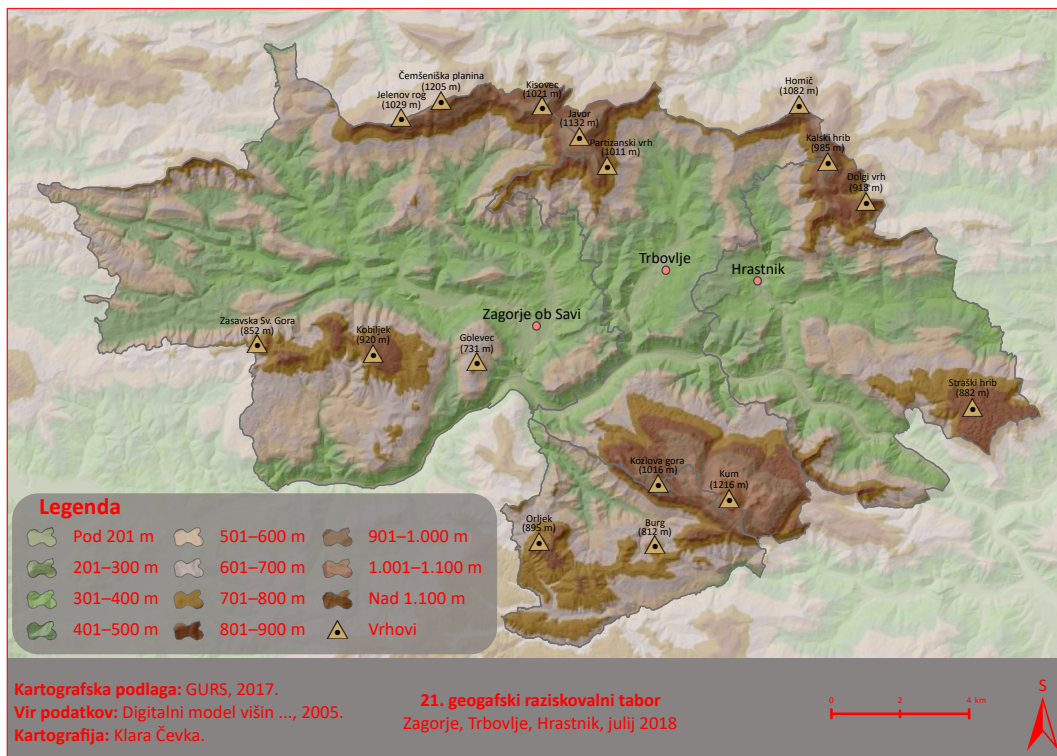 Čemšeniška planina
(1205 m)
Jelenov rog
(1029 m)
Kisovec
(1021 m)
Javor
(1132 m)
Partizanski vrh
(1011 m)
Homič
(1082 m)
Kalski hrib
(985 m)
Dolgi vrh
(918 m)
Trbovlje
Hrastnik
Zagorje ob Savi
Zasavska Sv. Gora
(852 m)
Kobiljek
(920 m)
Golevec
(731 m)
Straški hrib
(882 m)
Kozlova gora
(1016 m)
Kum
(1216 m)
Orljek
(895 m)
Burg
(812 m)
Legenda
Pod 201 m
201–300 m
301–400 m
401–500 m
501–600 m
601–700 m
701–800 m
801–900 m
901–1.000 m
1.001–1.100 m
Nad 1.100 m
Vrhovi
Kartografska podlaga: GURS, 2017.
Vir podatkov: Digitalni model višin ..., 2005.
Kartografija: Klara Čevka.
21. geogafski raziskovalni tabor
Zagorje, Trbovlje, Hrastnik, julij 2018
0 2 4 km
S